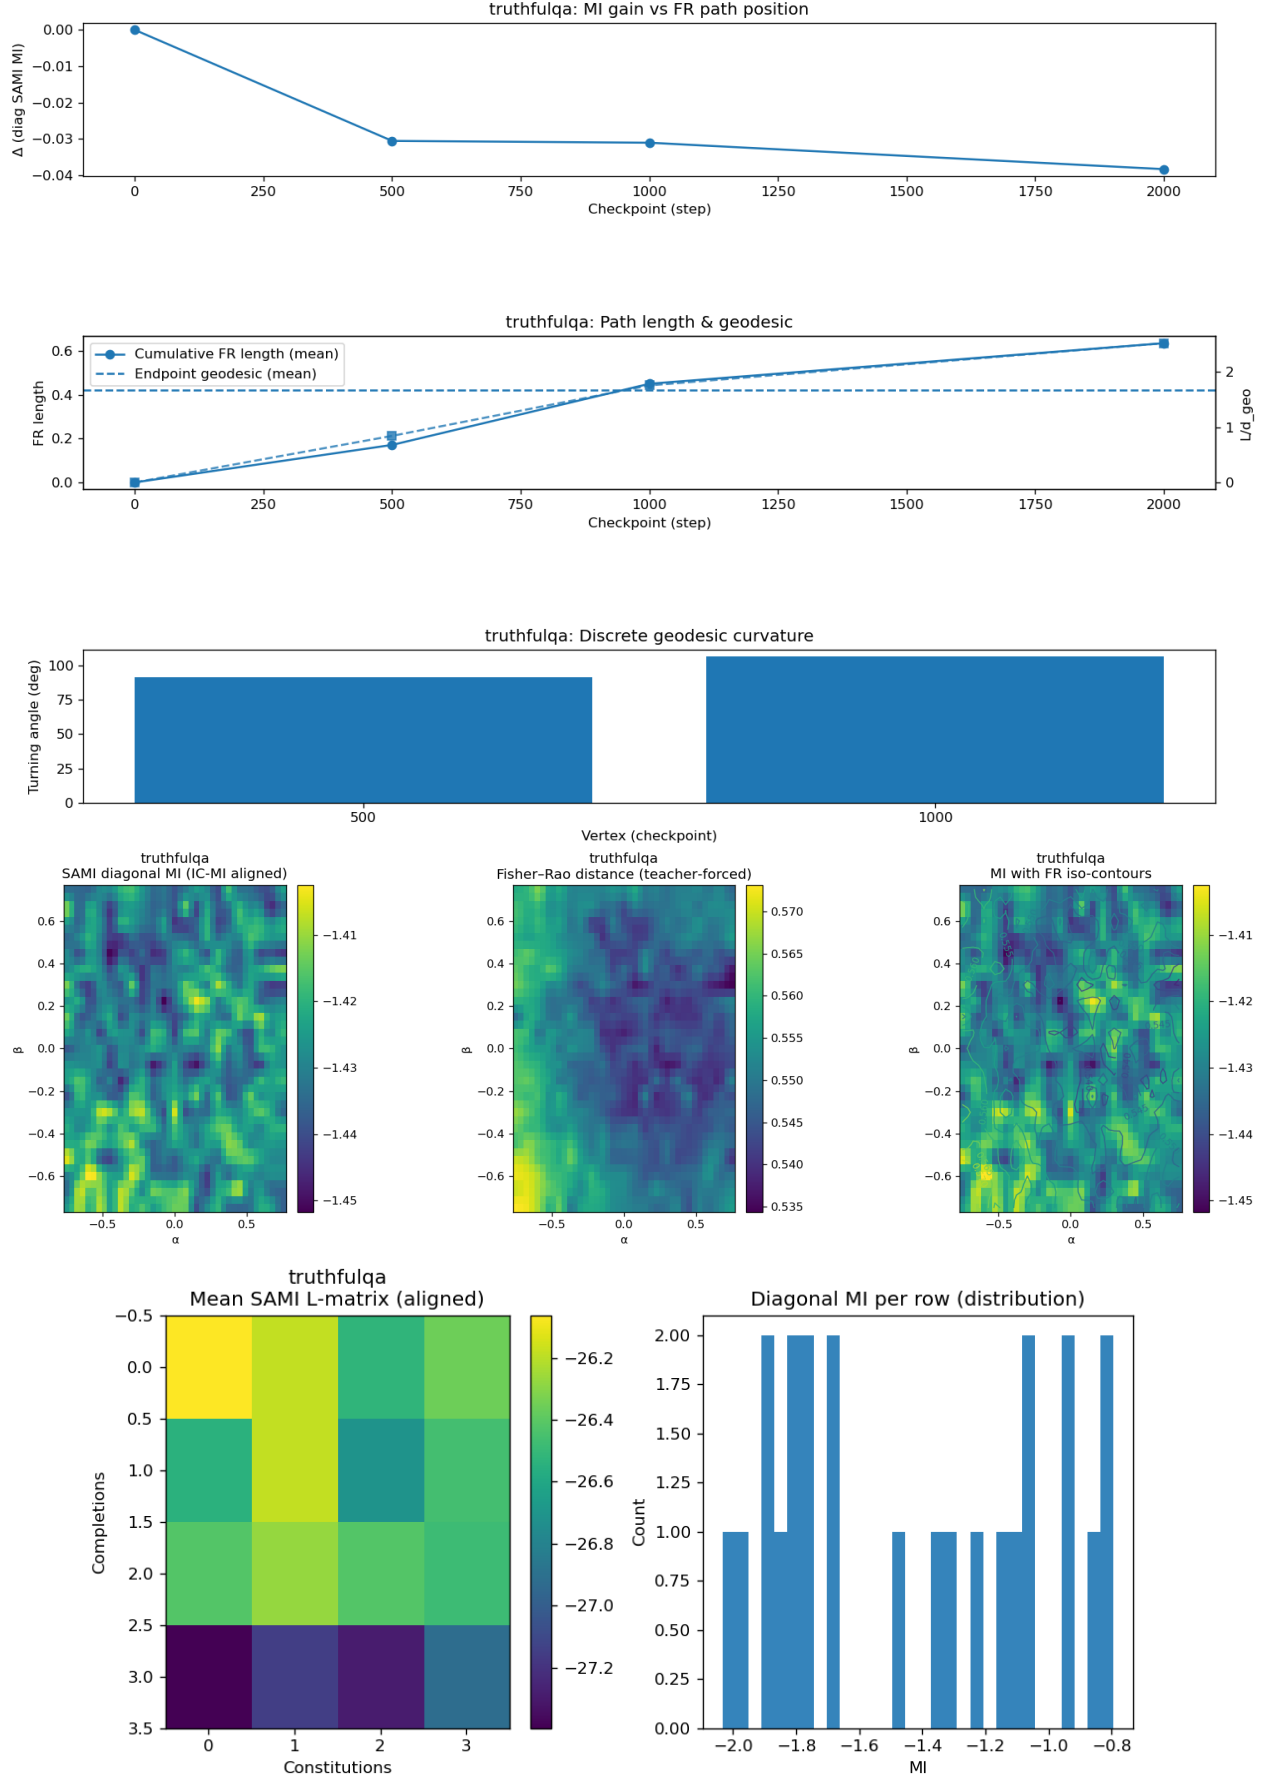 truthfulqa: MI gain vs FR path position
0.00
−0.01
−0.02
−0.03
−0.04
Δ (diag SAMI MI)
0 250 500 750 1000 1250 1500 1750 2000
Checkpoint (step)
truthfulqa: Path length & geodesic
Cumulative FR length (mean)
Endpoint geodesic (mean)
0.6
0.4
0.2
0.0
FR length
2
1
0
L/d_geo
0 250 500 750 1000 1250 1500 1750 2000
Checkpoint (step)
truthfulqa: Discrete geodesic curvature
100
75
50
25
0
Turning angle (deg)
500 1000
Vertex (checkpoint)
truthfulqa
SAMI diagonal MI (IC-MI aligned)
0.6
0.4
0.2
0.0
−0.2
−0.4
−0.6
β
−0.5 0.0 0.5
α
−1.41
−1.42
−1.43
−1.44
−1.45
truthfulqa
Fisher–Rao distance (teacher-forced)
0.6
0.4
0.2
0.0
−0.2
−0.4
−0.6
β
−0.5 0.0 0.5
α
0.570
0.565
0.560
0.555
0.550
0.545
0.540
0.535
truthfulqa
MI with FR iso-contours
0.6
0.4
0.2
0.0
−0.2
−0.4
−0.6
β
−0.5 0.0 0.5
α
−1.41
−1.42
−1.43
−1.44
−1.45
truthfulqa
Mean SAMI L-matrix (aligned)
−0.5
0.0
0.5
1.0
1.5
2.0
2.5
3.0
3.5
Completions
0 1 2 3
Constitutions
−26.2
−26.4
−26.6
−26.8
−27.0
−27.2
Diagonal MI per row (distribution)
2.00
1.75
1.50
1.25
1.00
0.75
0.50
0.25
0.00
Count
−2.0 −1.8 −1.6 −1.4 −1.2 −1.0 −0.8
MI